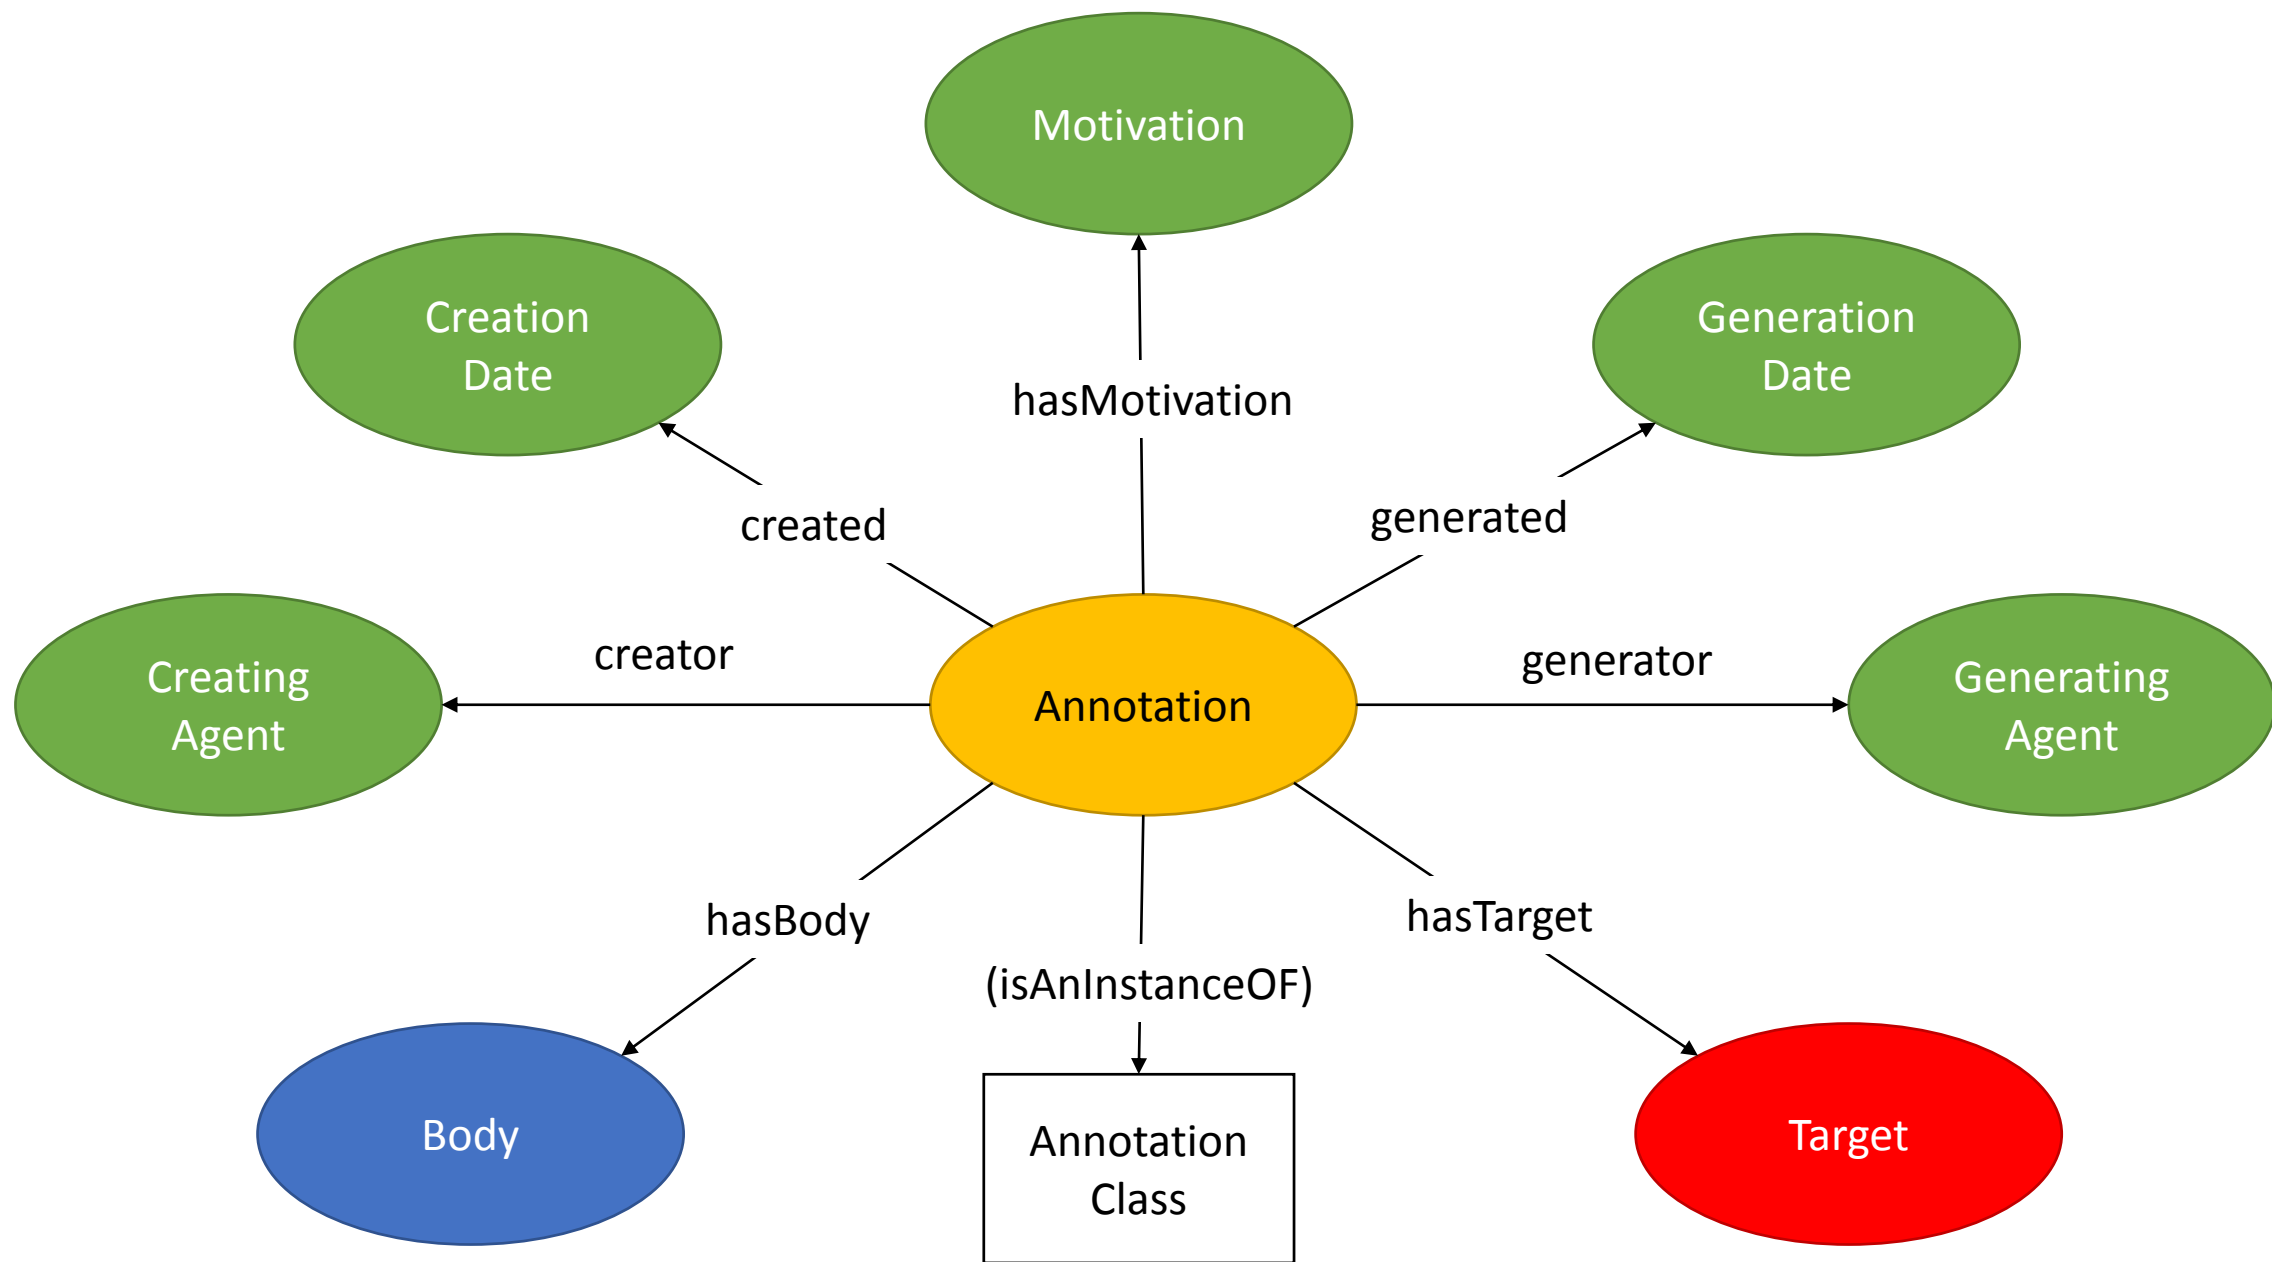 Motivation
Creation
Date
Generation
Date
hasMotivation
created
generated
creator
generator
Creating
Agent
Annotation
Generating
Agent
hasBody
hasTarget
(isAnInstanceOF)
Body
Annotation
Class
Target